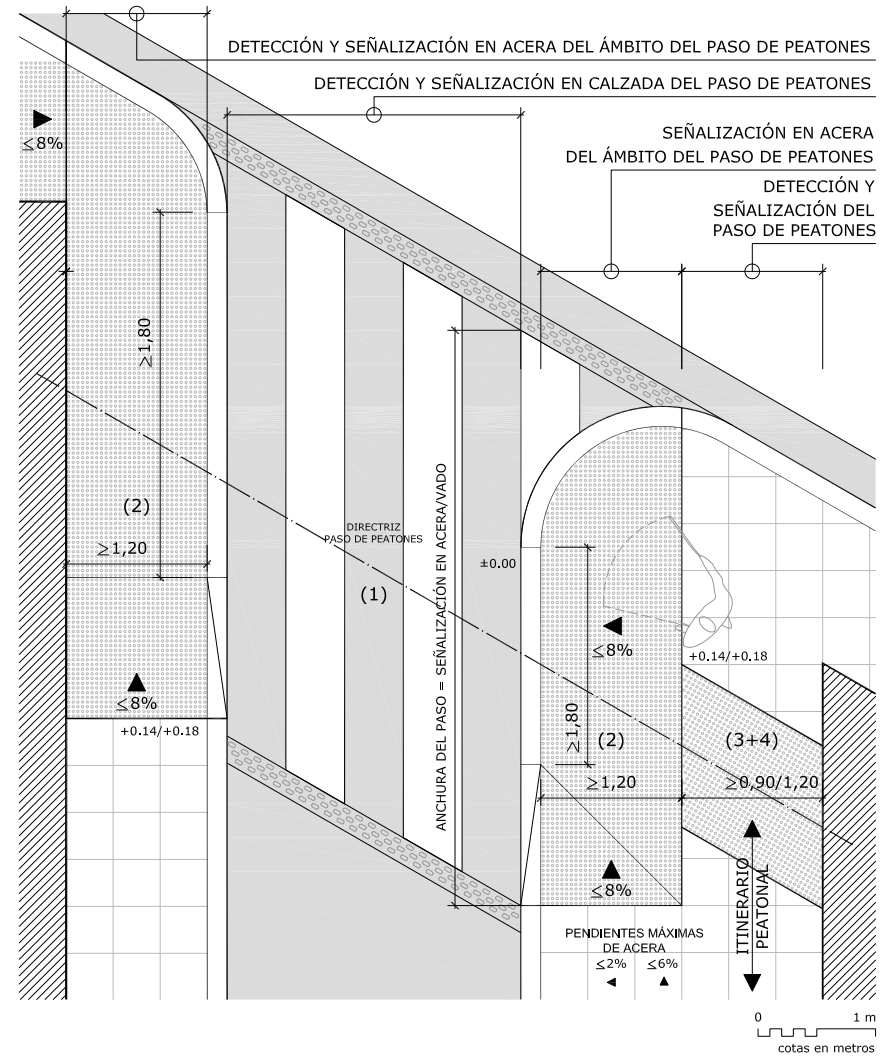 DETECCIÓN Y SEÑALIZACIÓN EN ACERA DEL ÁMBITO DEL PASO DE PEATONES
DETECCIÓN Y SEÑALIZACIÓN EN CALZADA DEL PASO DE PEATONES
SEÑALIZACIÓN EN ACERA
DEL ÁMBITO DEL PASO DE PEATONES
DETECCIÓN Y
SEÑALIZACIÓN DEL
PASO DE PEATONES
≤8%
≥1,80
(2)
≥1,20
≤8%
+0.14/+0.18
DIRECTRIZ
PASO DE PEATONES
(1)
ANCHURA DEL PASO = SEÑALIZACIÓN EN ACERA/VADO
±0.00
≤8%
+0.14/+0.18
≥1,80
(2)
(3+4)
≥1,20
≥0,90/1,20
≤8%
ITINERARIO
PEATONAL
PENDIENTES MÁXIMAS
DE ACERA
≤2% ≤6%
0 1 m
cotas en metros